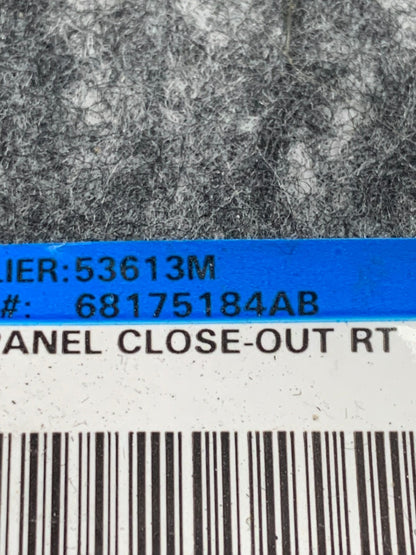 LIER:53613M
#: 68175184AB
PANEL CLOSE-OUT RT